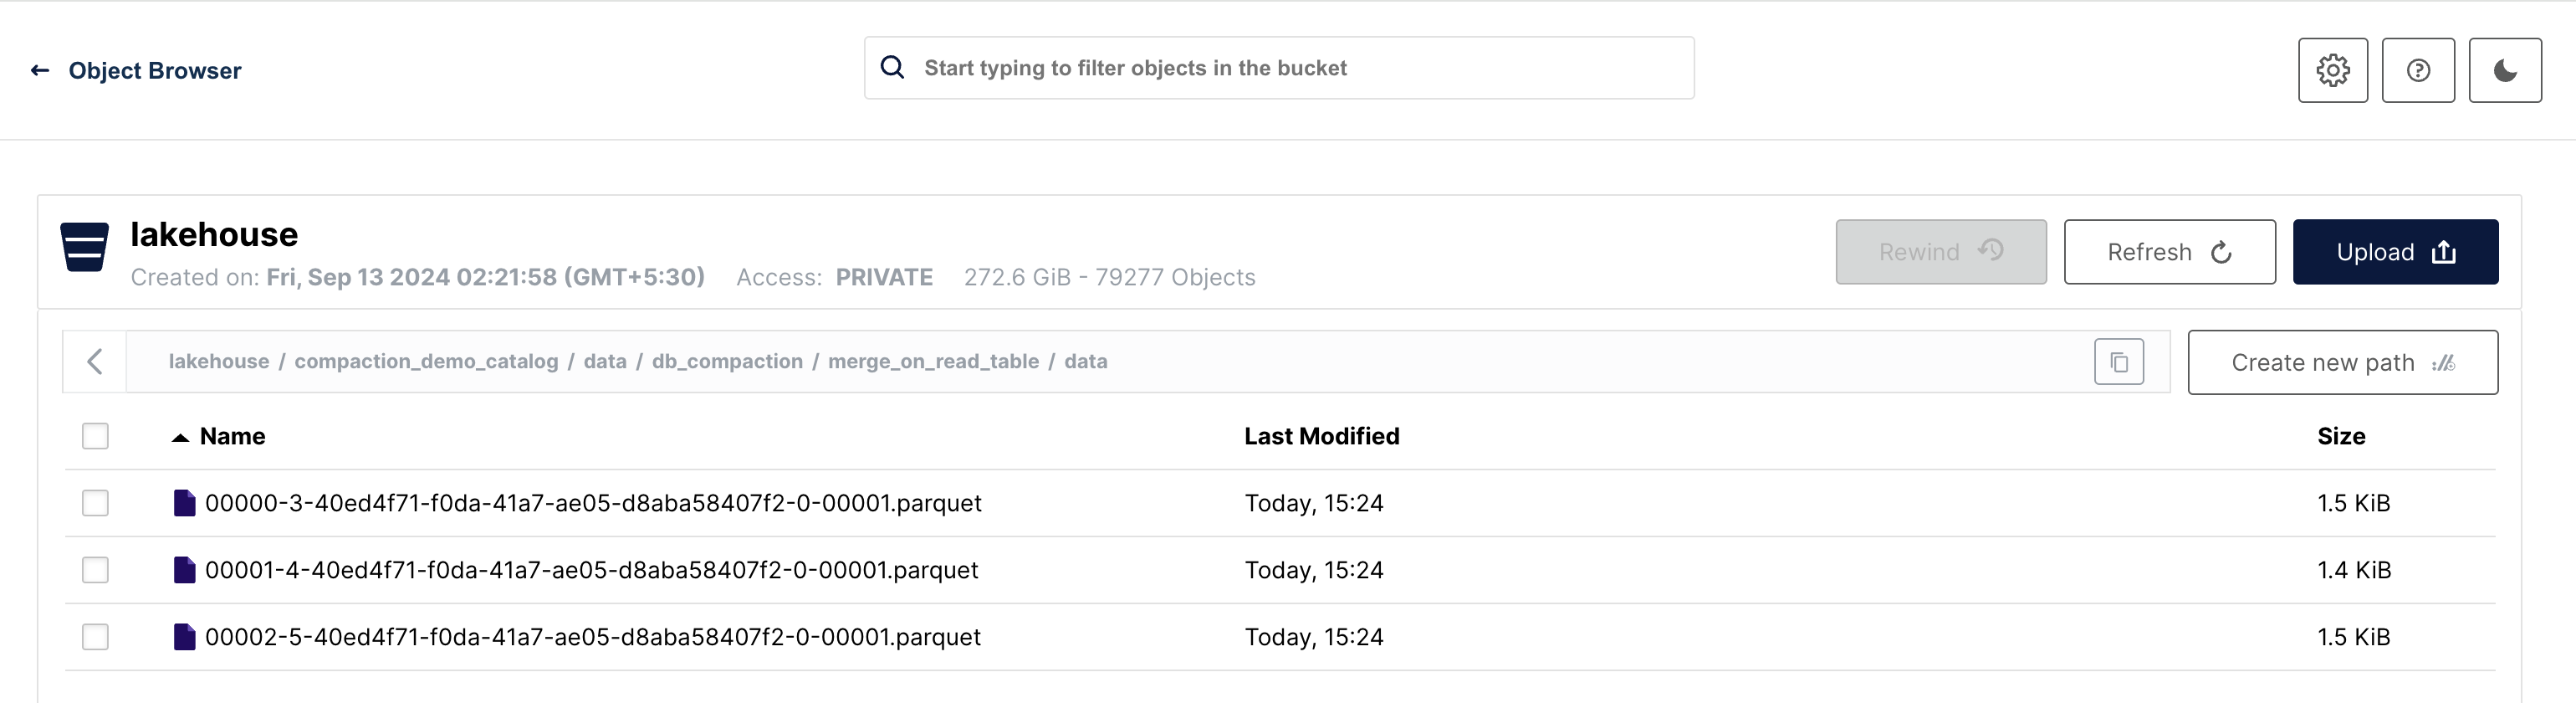 ← Object Browser
Start typing to filter objects in the bucket
lakehouse
Created on: Fri, Sep 13 2024 02:21:58 (GMT+5:30) Access: PRIVATE 272.6 GiB - 79277 Objects
Rewind Refresh Upload
lakehouse / compaction_demo_catalog / data / db_compaction / merge_on_read_table / data
Create new path
Name Last Modified Size
00000-3-40ed4f71-f0da-41a7-ae05-d8aba58407f2-0-00001.parquet Today, 15:24 1.5 KiB
00001-4-40ed4f71-f0da-41a7-ae05-d8aba58407f2-0-00001.parquet Today, 15:24 1.4 KiB
00002-5-40ed4f71-f0da-41a7-ae05-d8aba58407f2-0-00001.parquet Today, 15:24 1.5 KiB